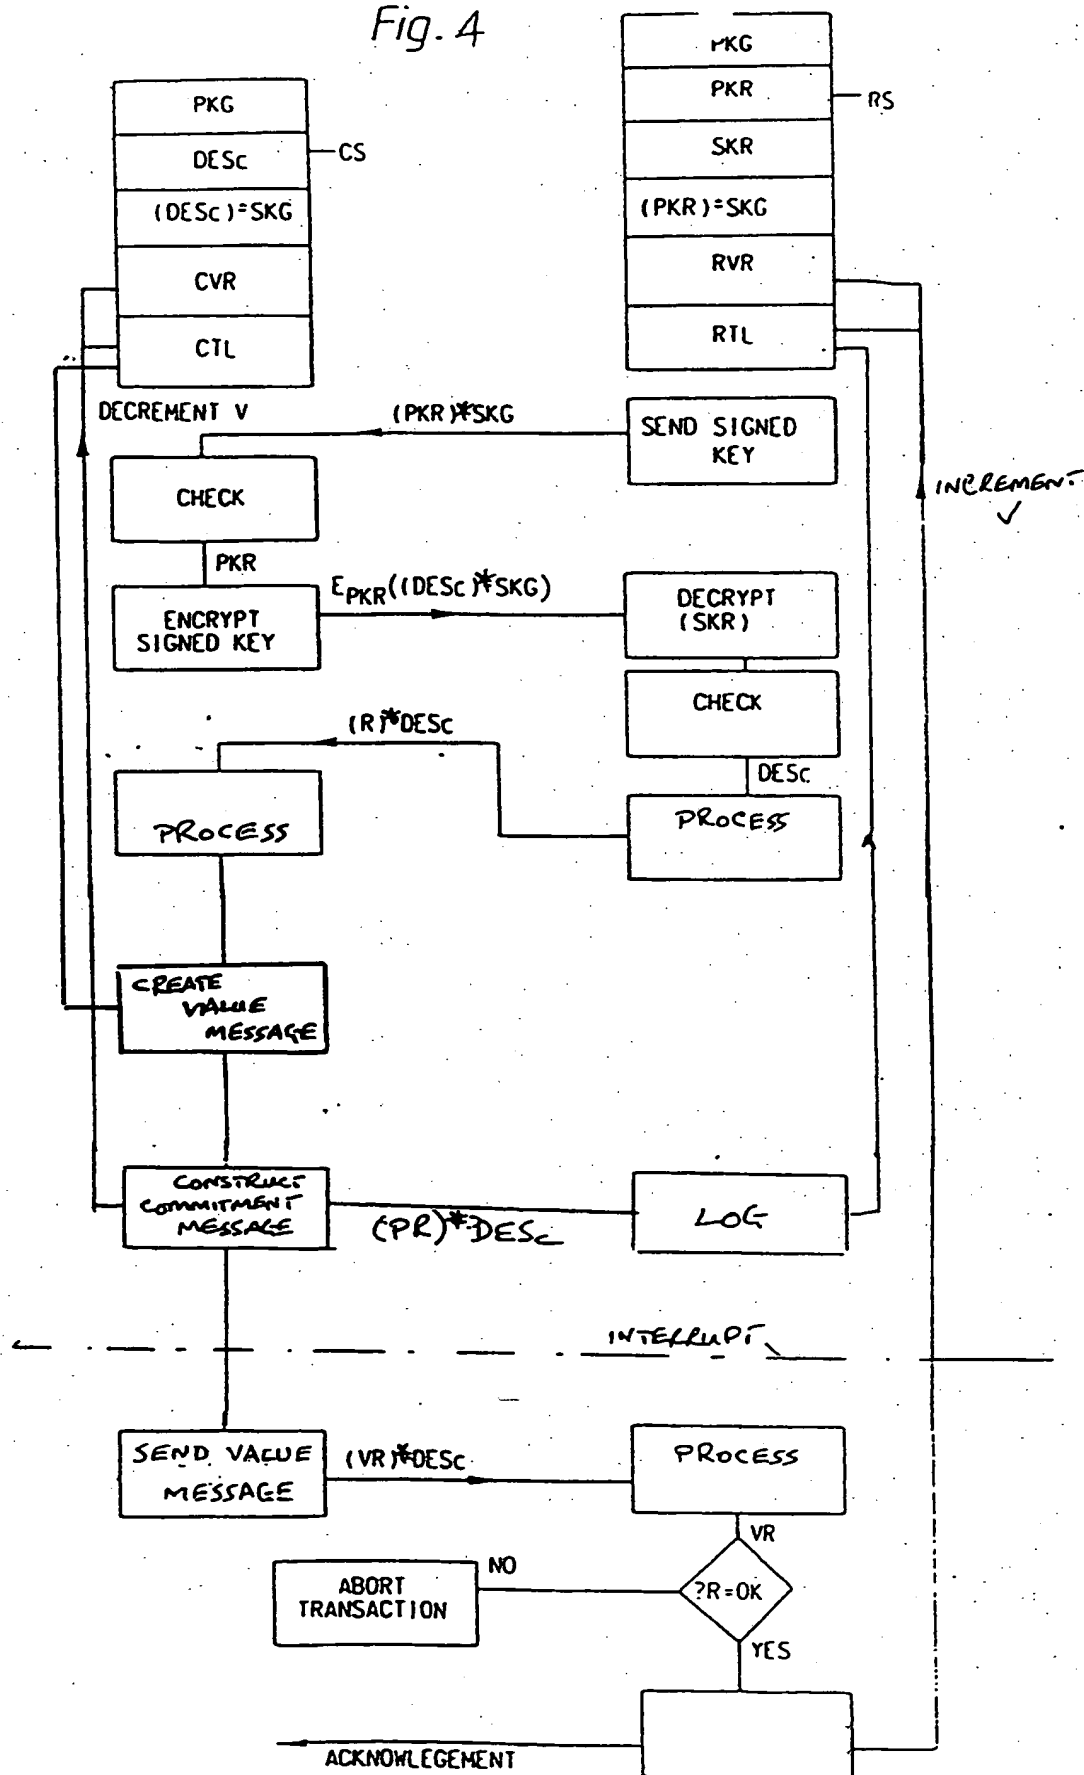 Fig. 4
PKG
DESc
CS
(DESc)=SKG
CVR
CTL
PKG
PKR
RS
SKR
(PKR)=SKG
RVR
RTL
DECREMENT V
(PKR)*SKG
SEND SIGNED
KEY
INCREMENT
V
CHECK
PKR
ENCRYPT
SIGNED KEY
EPKR((DESc)*SKG)
DECRYPT
(SKR)
CHECK
DESc
(R)*DESc
PROCESS
PROCESS
CREATE
VALUE
MESSAGE
CONSTRUCT
COMMITMENT
MESSAGE
(PR)*DESc
LOG
INTERRUPT
SEND VALUE
MESSAGE
(VR)*DESc
PROCESS
VR
?R=OK
NO
ABORT
TRANSACTION
YES
ACKNOWLEGEMENT